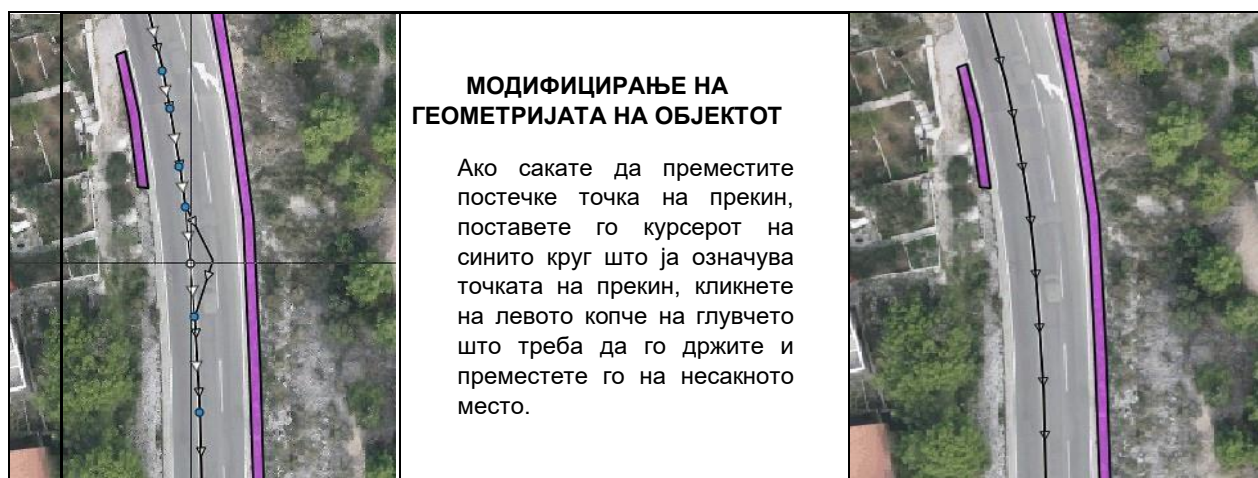 МОДИФИЦИРАЊЕ НА
ГЕОМЕТРИЈАТА НА ОБЈЕКТОТ
Ако сакате да преместите
постечке точка на прекин,
поставете го курсерот на
синито круг што ја означува
точката на прекин, кликнете
на левото копче на глувчето
што треба да го држите и
преместете го на несакното
место.